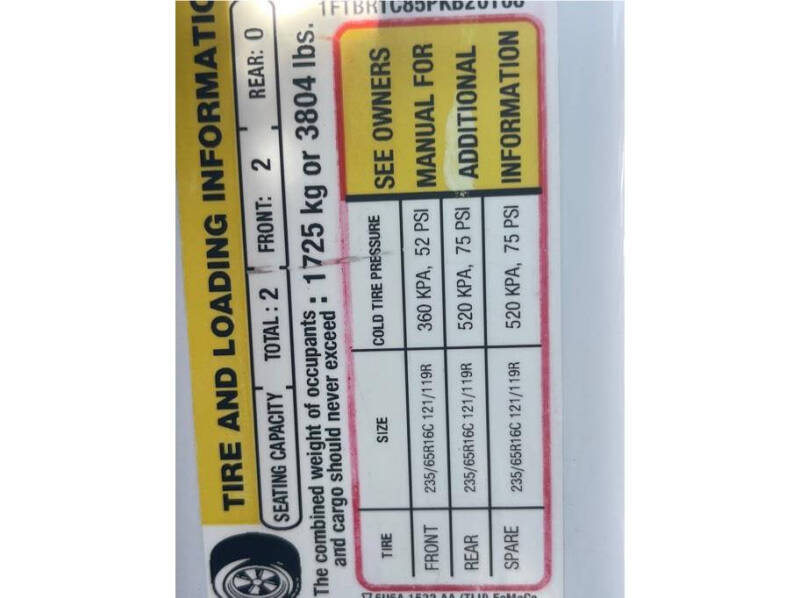 1FTBR1C85PKB20108
TIRE AND LOADING INFORMATIO
SEATING CAPACITY TOTAL : 2 FRONT: 2 REAR: 0
The combined weight of occupants
and cargo should never exceed : 1725 kg or 3804 lbs.
TIRE SIZE COLD TIRE PRESSURE SEE OWNERS
FRONT 235/65R16C 121/119R 360 KPA, 52 PSI MANUAL FOR
REAR 235/65R16C 121/119R 520 KPA, 75 PSI ADDITIONAL
SPARE 235/65R16C 121/119R 520 KPA, 75 PSI INFORMATION